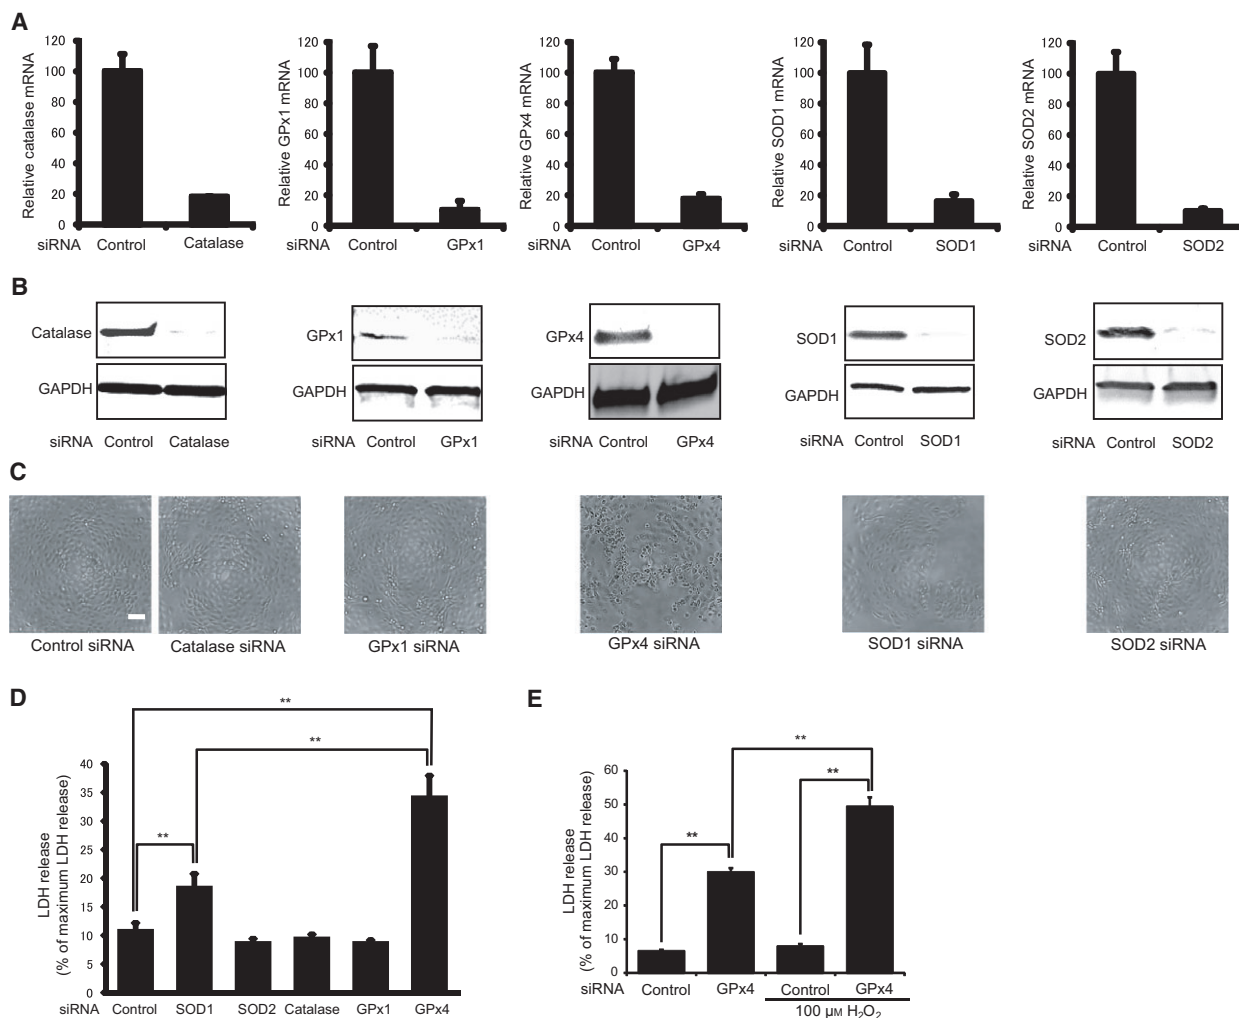 A
Relative catalase mRNA
120
100
80
60
40
20
0
siRNA Control Catalase
Relative GPx1 mRNA
120
100
80
60
40
20
0
siRNA Control GPx1
Relative GPx4 mRNA
120
100
80
60
40
20
0
siRNA Control GPx4
Relative SOD1 mRNA
120
100
80
60
40
20
0
siRNA Control SOD1
Relative SOD2 mRNA
120
100
80
60
40
20
0
siRNA Control SOD2
B
Catalase
GAPDH
siRNA Control Catalase
GPx1
GAPDH
siRNA Control GPx1
GPx4
GAPDH
siRNA Control GPx4
SOD1
GAPDH
siRNA Control SOD1
SOD2
GAPDH
siRNA Control SOD2
C
Control siRNA
Catalase siRNA
GPx1 siRNA
GPx4 siRNA
SOD1 siRNA
SOD2 siRNA
D
LDH release
(% of maximum LDH release)
**
**
**
40
35
30
25
20
15
10
5
0
siRNA Control SOD1 SOD2 Catalase GPx1 GPx4
E
LDH release
(% of maximum LDH release)
**
**
**
60
50
40
30
20
10
0
siRNA Control GPx4 Control GPx4
100 μM H₂O₂